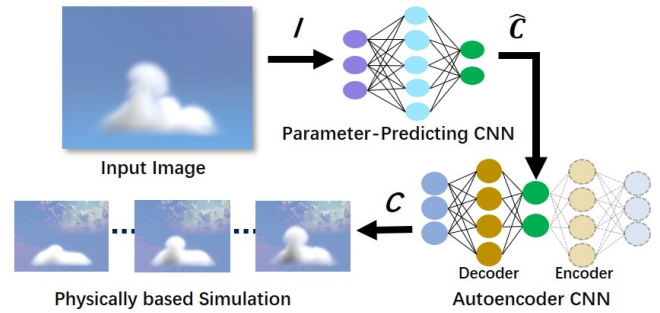 I
Ĉ
Parameter-Predicting CNN
Input Image
C
Decoder
Encoder
Physically based Simulation
Autoencoder CNN